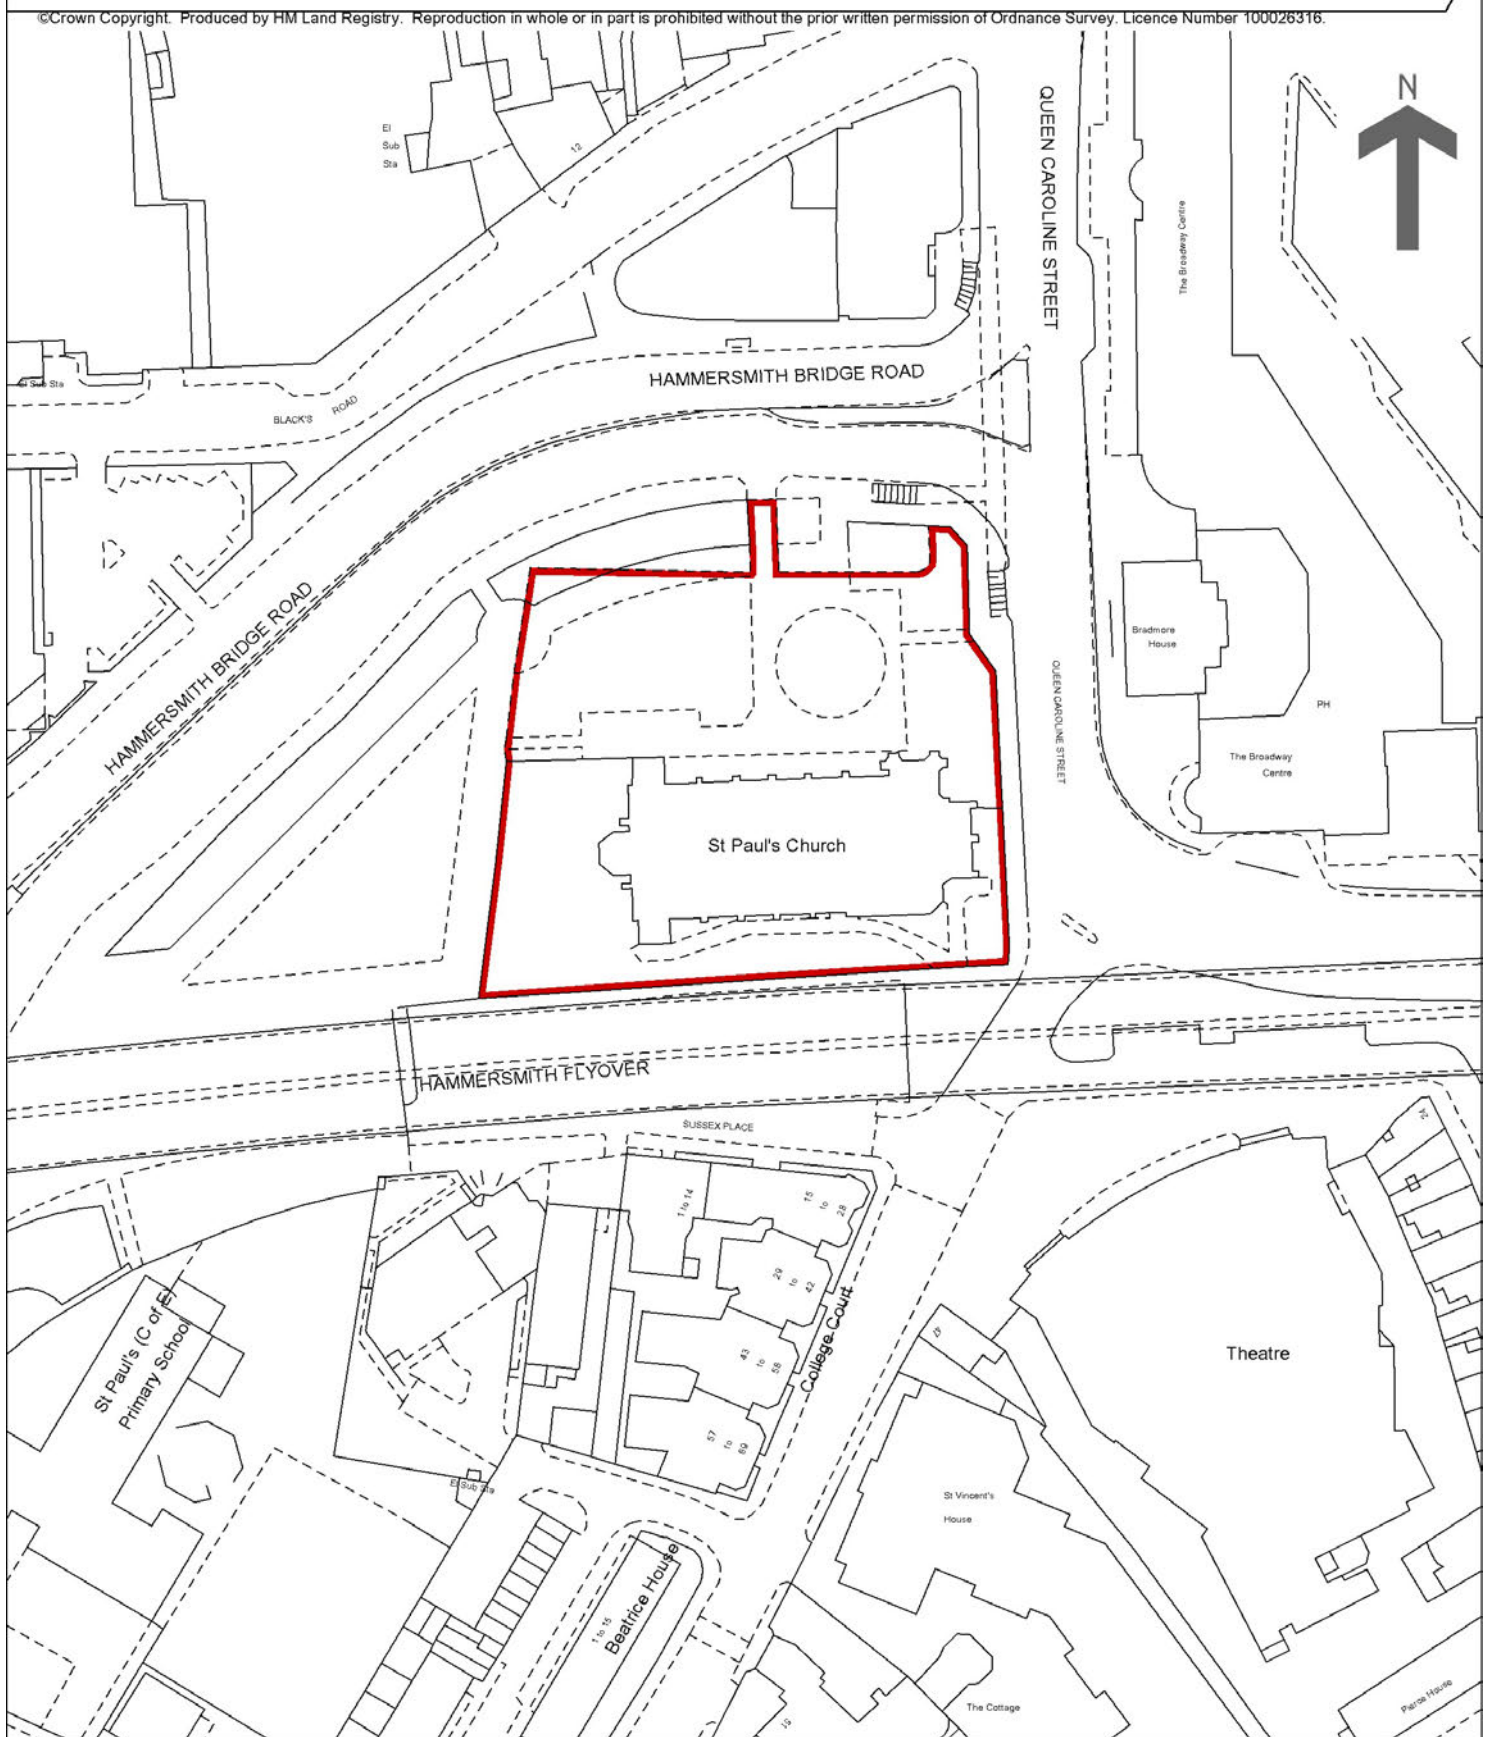 ©Crown Copyright. Produced by HM Land Registry. Reproduction in whole or in part is prohibited without the prior written permission of Ordnance Survey. Licence Number 100026316.
N
QUEEN CAROLINE STREET
El
Sub
Sta
12
The Broadway Centre
HAMMERSMITH BRIDGE ROAD
El Sub Sta
BLACK'S ROAD
HAMMERSMITH BRIDGE ROAD
Bradmore
House
QUEEN CAROLINE STREET
PH
The Broadway
Centre
St Paul's Church
HAMMERSMITH FLYOVER
SUSSEX PLACE
24
1 to 14
15
to
28
29
to
42
St Paul's (C of E)
Primary School
College Court
47
43
to
56
Theatre
57
to
69
El Sub Sta
St Vincent's
House
1 to 15
Beatrice House
The Cottage
51
Pierce House